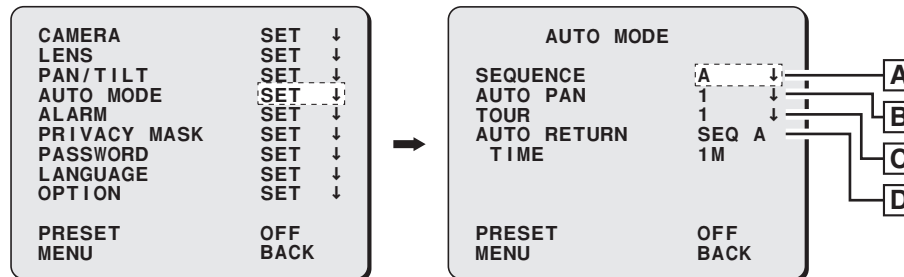 CAMERA SET ↓
LENS SET ↓
PAN/TILT SET ↓
AUTO MODE SET ↓
ALARM SET ↓
PRIVACY MASK SET ↓
PASSWORD SET ↓
LANGUAGE SET ↓
OPTION SET ↓
PRESET OFF
MENU BACK
➡
AUTO MODE
SEQUENCE A ↓
AUTO PAN 1 ↓
TOUR 1 ↓
AUTO RETURN SEQ A
TIME 1M
PRESET OFF
MENU BACK
A
B
C
D